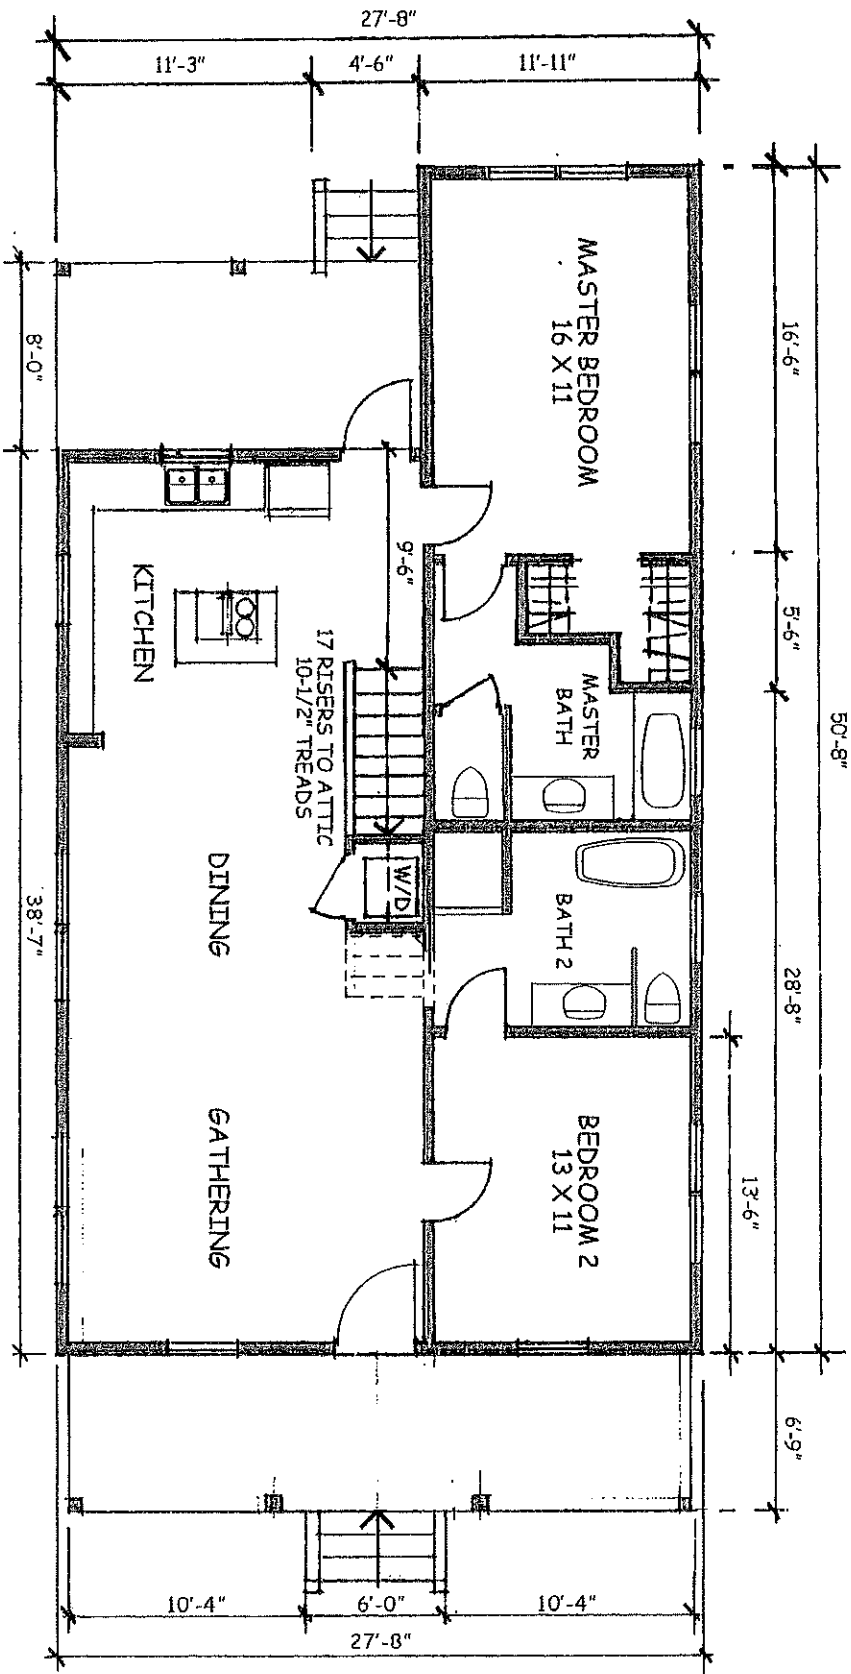 27'-8"
11'-3"
4'-6"
11'-11"
MASTER BEDROOM
16 X 11
16'-6"
8'-0"
9'-6"
KITCHEN
17 RISERS TO ATTIC
10-1/2" TREADS
MASTER
BATH
5'-6"
50'-8"
W/D
DINING
BATH 2
38'-7"
28'-8"
GATHERING
BEDROOM 2
13 X 11
13'-6"
6'-9"
10'-4"
6'-0"
10'-4"
27'-8"